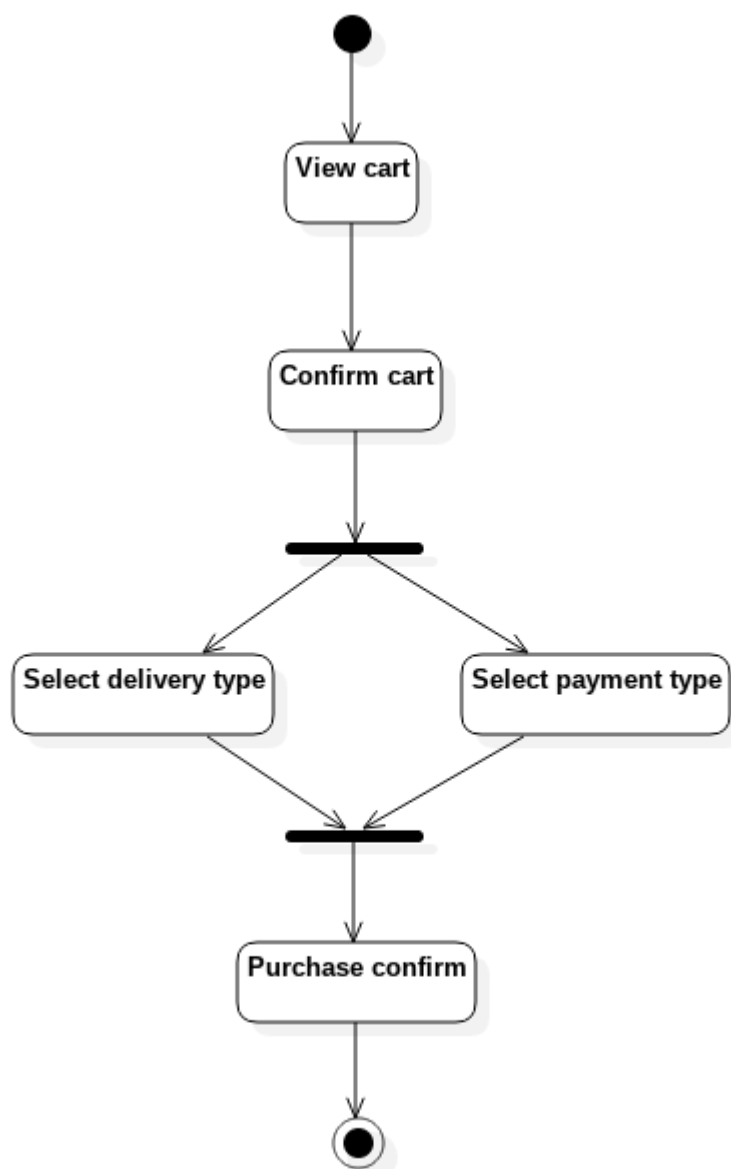 View cart
Confirm cart
Select delivery type
Select payment type
Purchase confirm